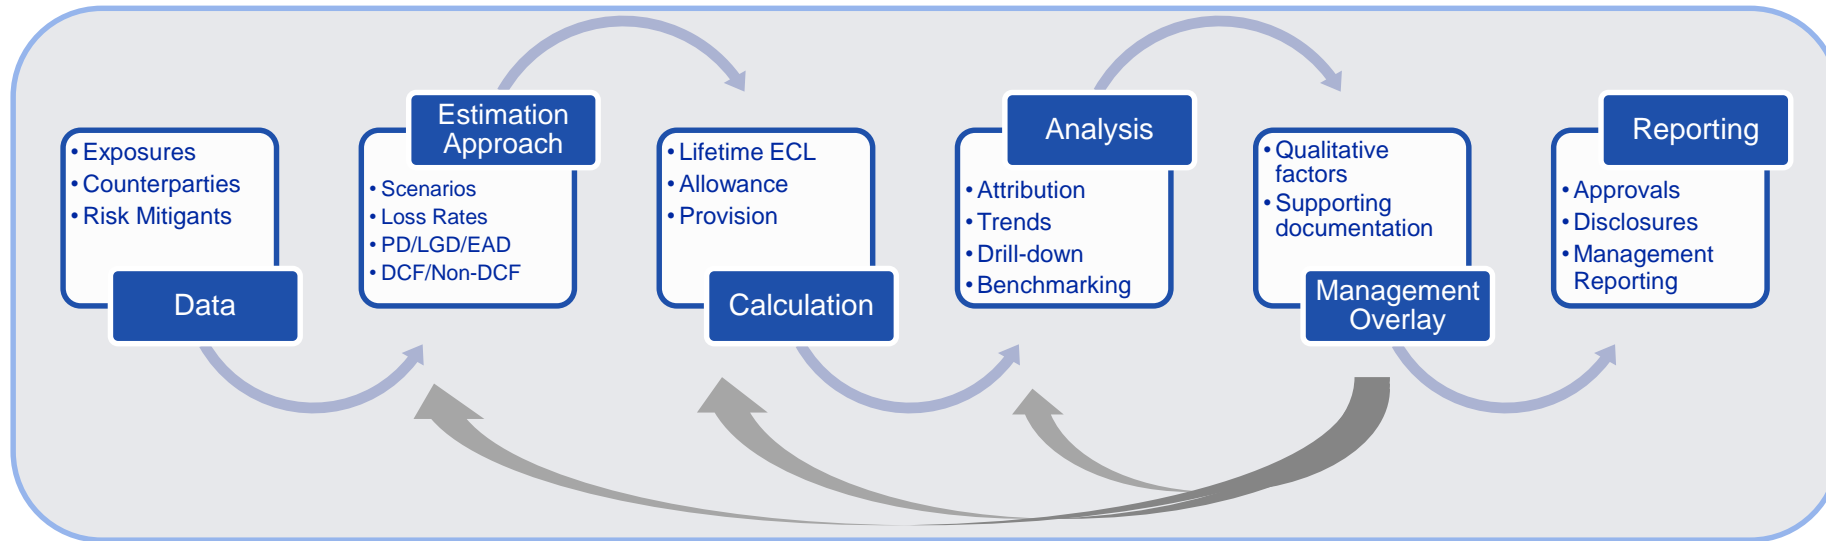 • Exposures
• Counterparties
• Risk Mitigants
Data
Estimation
Approach
• Scenarios
• Loss Rates
• PD/LGD/EAD
• DCF/Non-DCF
• Lifetime ECL
• Allowance
• Provision
Calculation
Analysis
• Attribution
• Trends
• Drill-down
• Benchmarking
• Qualitative
factors
• Supporting
documentation
Management
Overlay
Reporting
• Approvals
• Disclosures
• Management
Reporting